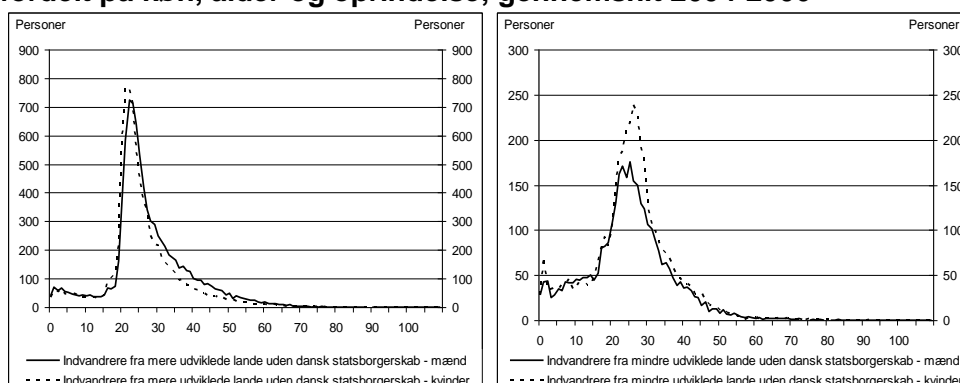 fordelt på køn, alder og oprindelse, gennemsnit 2004-2006
Personer Personer
900 900
800 800
700 700
600 600
500 500
400 400
300 300
200 200
100 100
0 0
0 10 20 30 40 50 60 70 80 90 100
Indvandrere fra mere udviklede lande uden dansk statsborgerskab - mænd
Indvandrere fra mere udviklede lande uden dansk statsborgerskab - kvinder
Personer Personer
300 300
250 250
200 200
150 150
100 100
50 50
0 0
0 10 20 30 40 50 60 70 80 90 100
Indvandrere fra mindre udviklede lande uden dansk statsborgerskab - mænd
Indvandrere fra mindre udviklede lande uden dansk statsborgerskab - kvinder